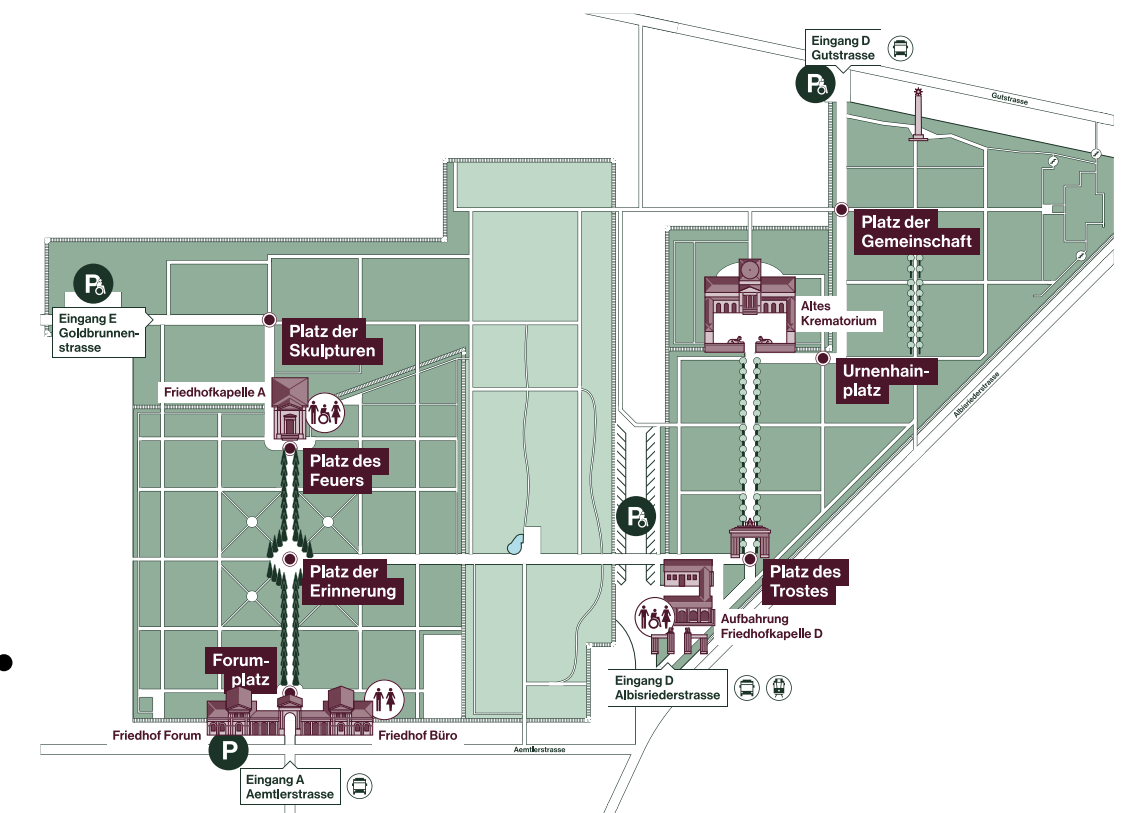 Eingang D
Gutstrasse
P
Gutstrasse
Platz der
Gemeinschaft
P
Eingang E
Goldbrunnen-
strasse
Platz der
Skulpturen
Altes
Krematorium
Urnenhain-
platz
Friedhofkapelle A
Albisriederstrasse
Platz des
Feuers
P
Platz der
Erinnerung
Platz des
Trostes
Aufbahrung
Friedhofkapelle D
Forum-
platz
Eingang D
Albisriederstrasse
Friedhof Forum
Friedhof Büro
P
Aemtlerstrasse
Eingang A
Aemtlerstrasse